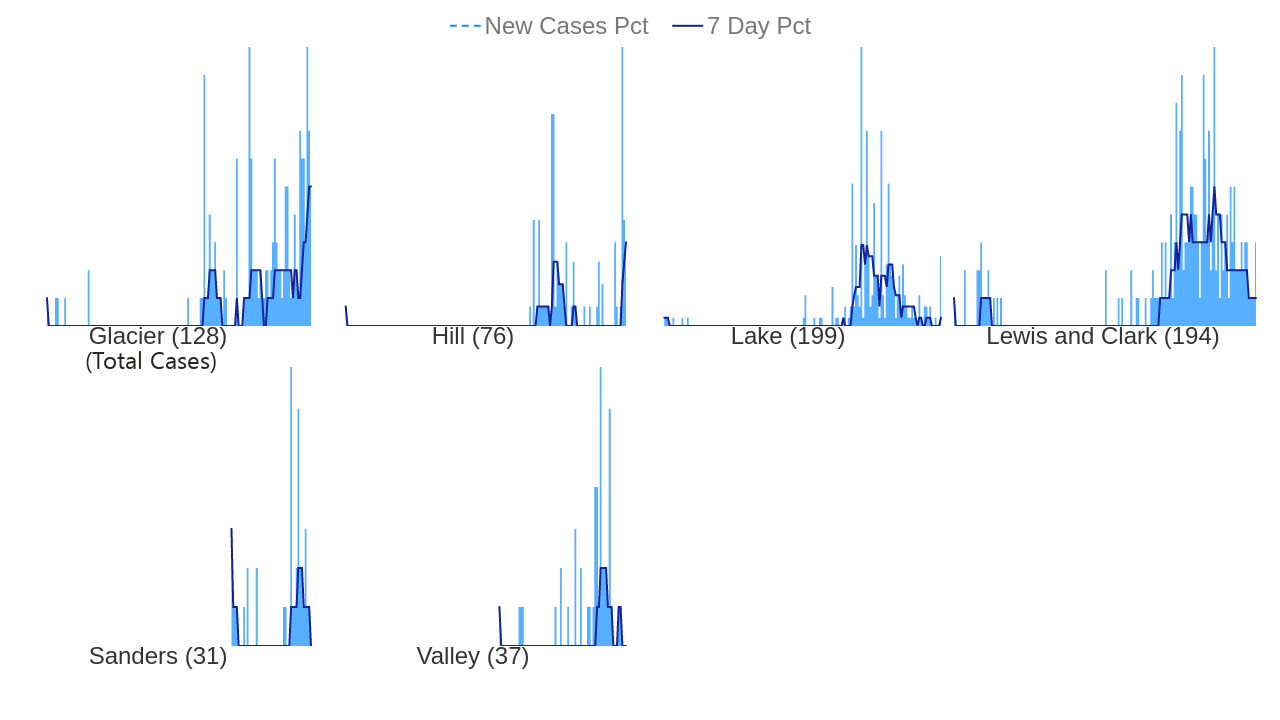 New Cases Pct 7 Day Pct
Glacier (128) Hill (76) Lake (199) Lewis and Clark (194)
(Total Cases)
Sanders (31) Valley (37)